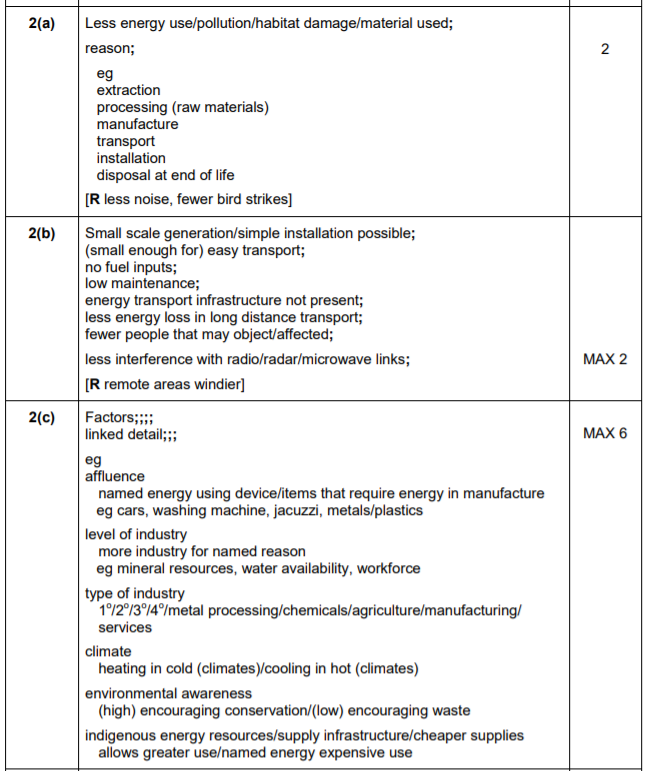 2(a)
Less energy use/pollution/habitat damage/material used;
reason;
2
eg
extraction
processing (raw materials)
manufacture
transport
installation
disposal at end of life
[R less noise, fewer bird strikes]
2(b)
Small scale generation/simple installation possible;
(small enough for) easy transport;
no fuel inputs;
low maintenance;
energy transport infrastructure not present;
less energy loss in long distance transport;
fewer people that may object/affected;
less interference with radio/radar/microwave links;
MAX 2
[R remote areas windier]
2(c)
Factors;;;;
linked detail;;;
MAX 6
eg
affluence
named energy using device/items that require energy in manufacture
eg cars, washing machine, jacuzzi, metals/plastics
level of industry
more industry for named reason
eg mineral resources, water availability, workforce
type of industry
1°/2°/3°/4°/metal processing/chemicals/agriculture/manufacturing/
services
climate
heating in cold (climates)/cooling in hot (climates)
environmental awareness
(high) encouraging conservation/(low) encouraging waste
indigenous energy resources/supply infrastructure/cheaper supplies
allows greater use/named energy expensive use